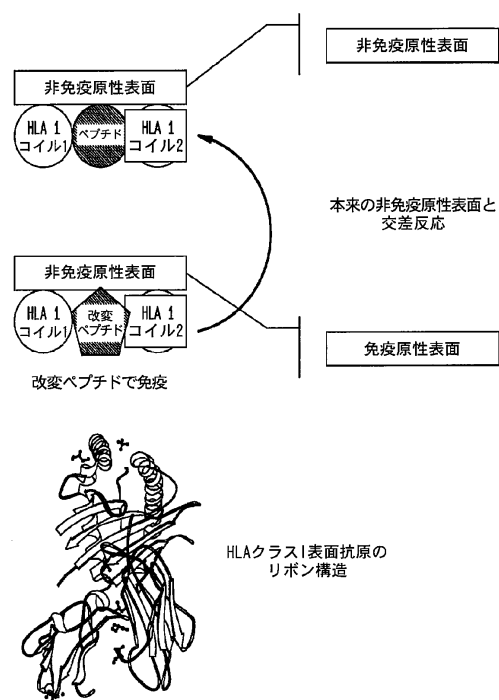 非免疫原性表面
非免疫原性表面
HLA 1
コイル1
ペプチド
HLA 1
コイル2
本来の非免疫原性表面と
交差反応
非免疫原性表面
HLA 1
コイル1
改変
ペプチド
HLA 1
コイル2
免疫原性表面
改変ペプチドで免疫
HLAクラスI表面抗原の
リボン構造